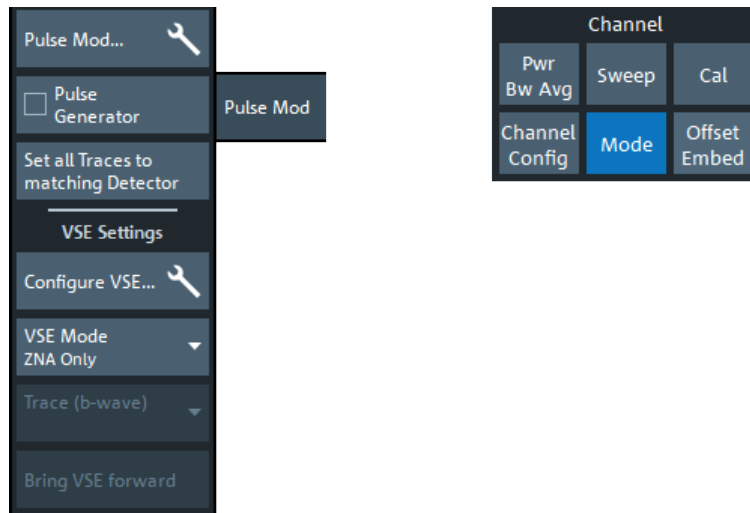 Pulse Mod...
Pulse
Generator
Pulse Mod
Set all Traces to
matching Detector
VSE Settings
Configure VSE...
VSE Mode
ZNA Only
Trace (b-wave)
Bring VSE forward
Channel
Pwr
Bw Avg
Sweep
Cal
Channel
Config
Mode
Offset
Embed